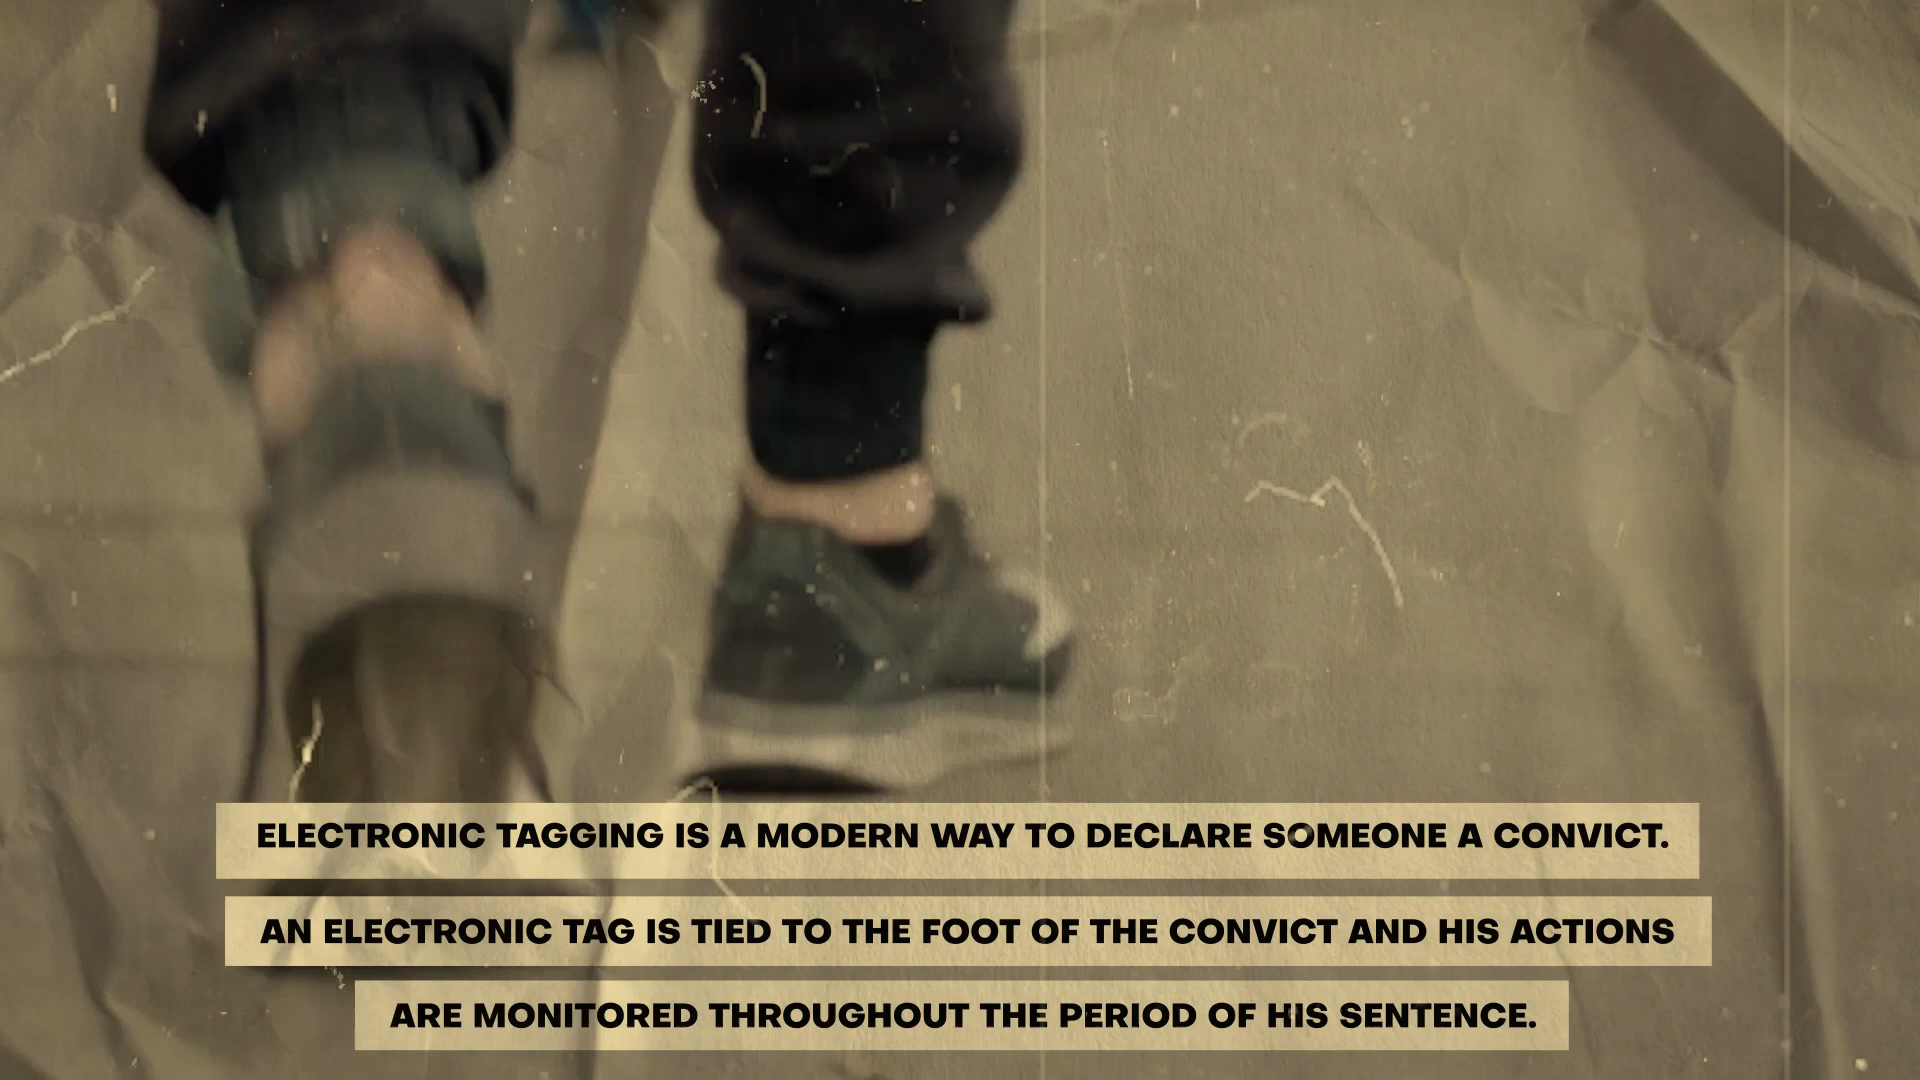 ELECTRONIC TAGGING IS A MODERN WAY TO DECLARE SOMEONE A CONVICT.
AN ELECTRONIC TAG IS TIED TO THE FOOT OF THE CONVICT AND HIS ACTIONS
ARE MONITORED THROUGHOUT THE PERIOD OF HIS SENTENCE.